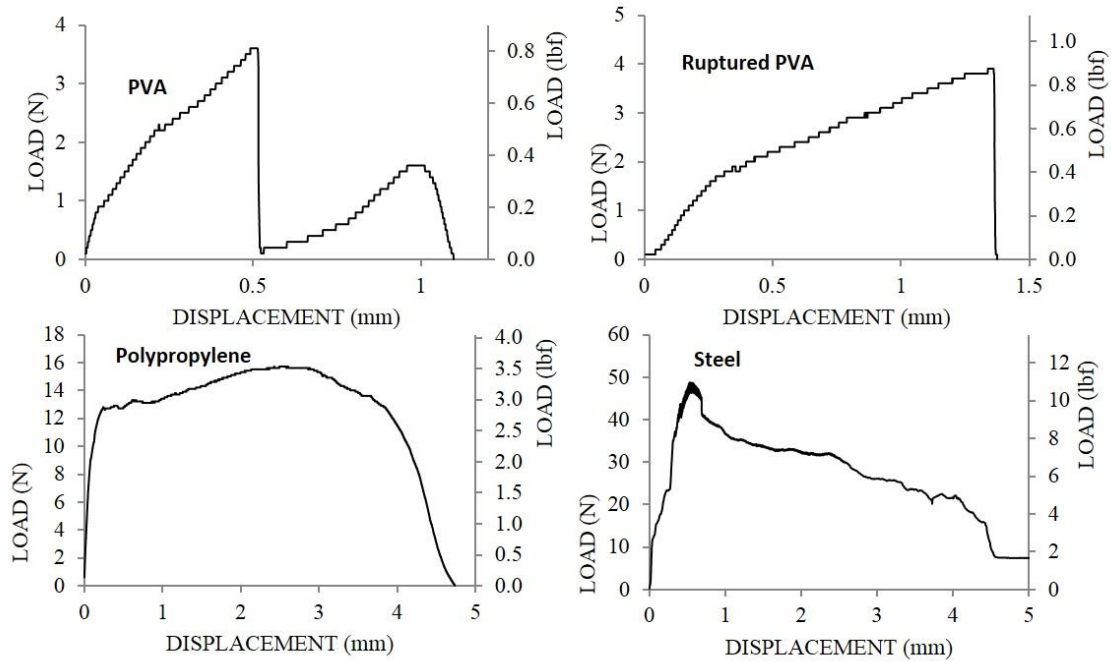 PVA
LOAD (N)
4
3
2
1
0
LOAD (lbf)
0.8
0.6
0.4
0.2
0.0
0 0.5 1
DISPLACEMENT (mm)
Ruptured PVA
LOAD (N)
5
4
3
2
1
0
LOAD (lbf)
1.0
0.8
0.6
0.4
0.2
0.0
0 0.5 1 1.5
DISPLACEMENT (mm)
Polypropylene
LOAD (N)
18
16
14
12
10
8
6
4
2
0
LOAD (lbf)
4.0
3.5
3.0
2.5
2.0
1.5
1.0
0.5
0.0
0 1 2 3 4 5
DISPLACEMENT (mm)
Steel
LOAD (N)
60
50
40
30
20
10
0
LOAD (lbf)
12
10
8
6
4
2
0
0 1 2 3 4 5
DISPLACEMENT (mm)